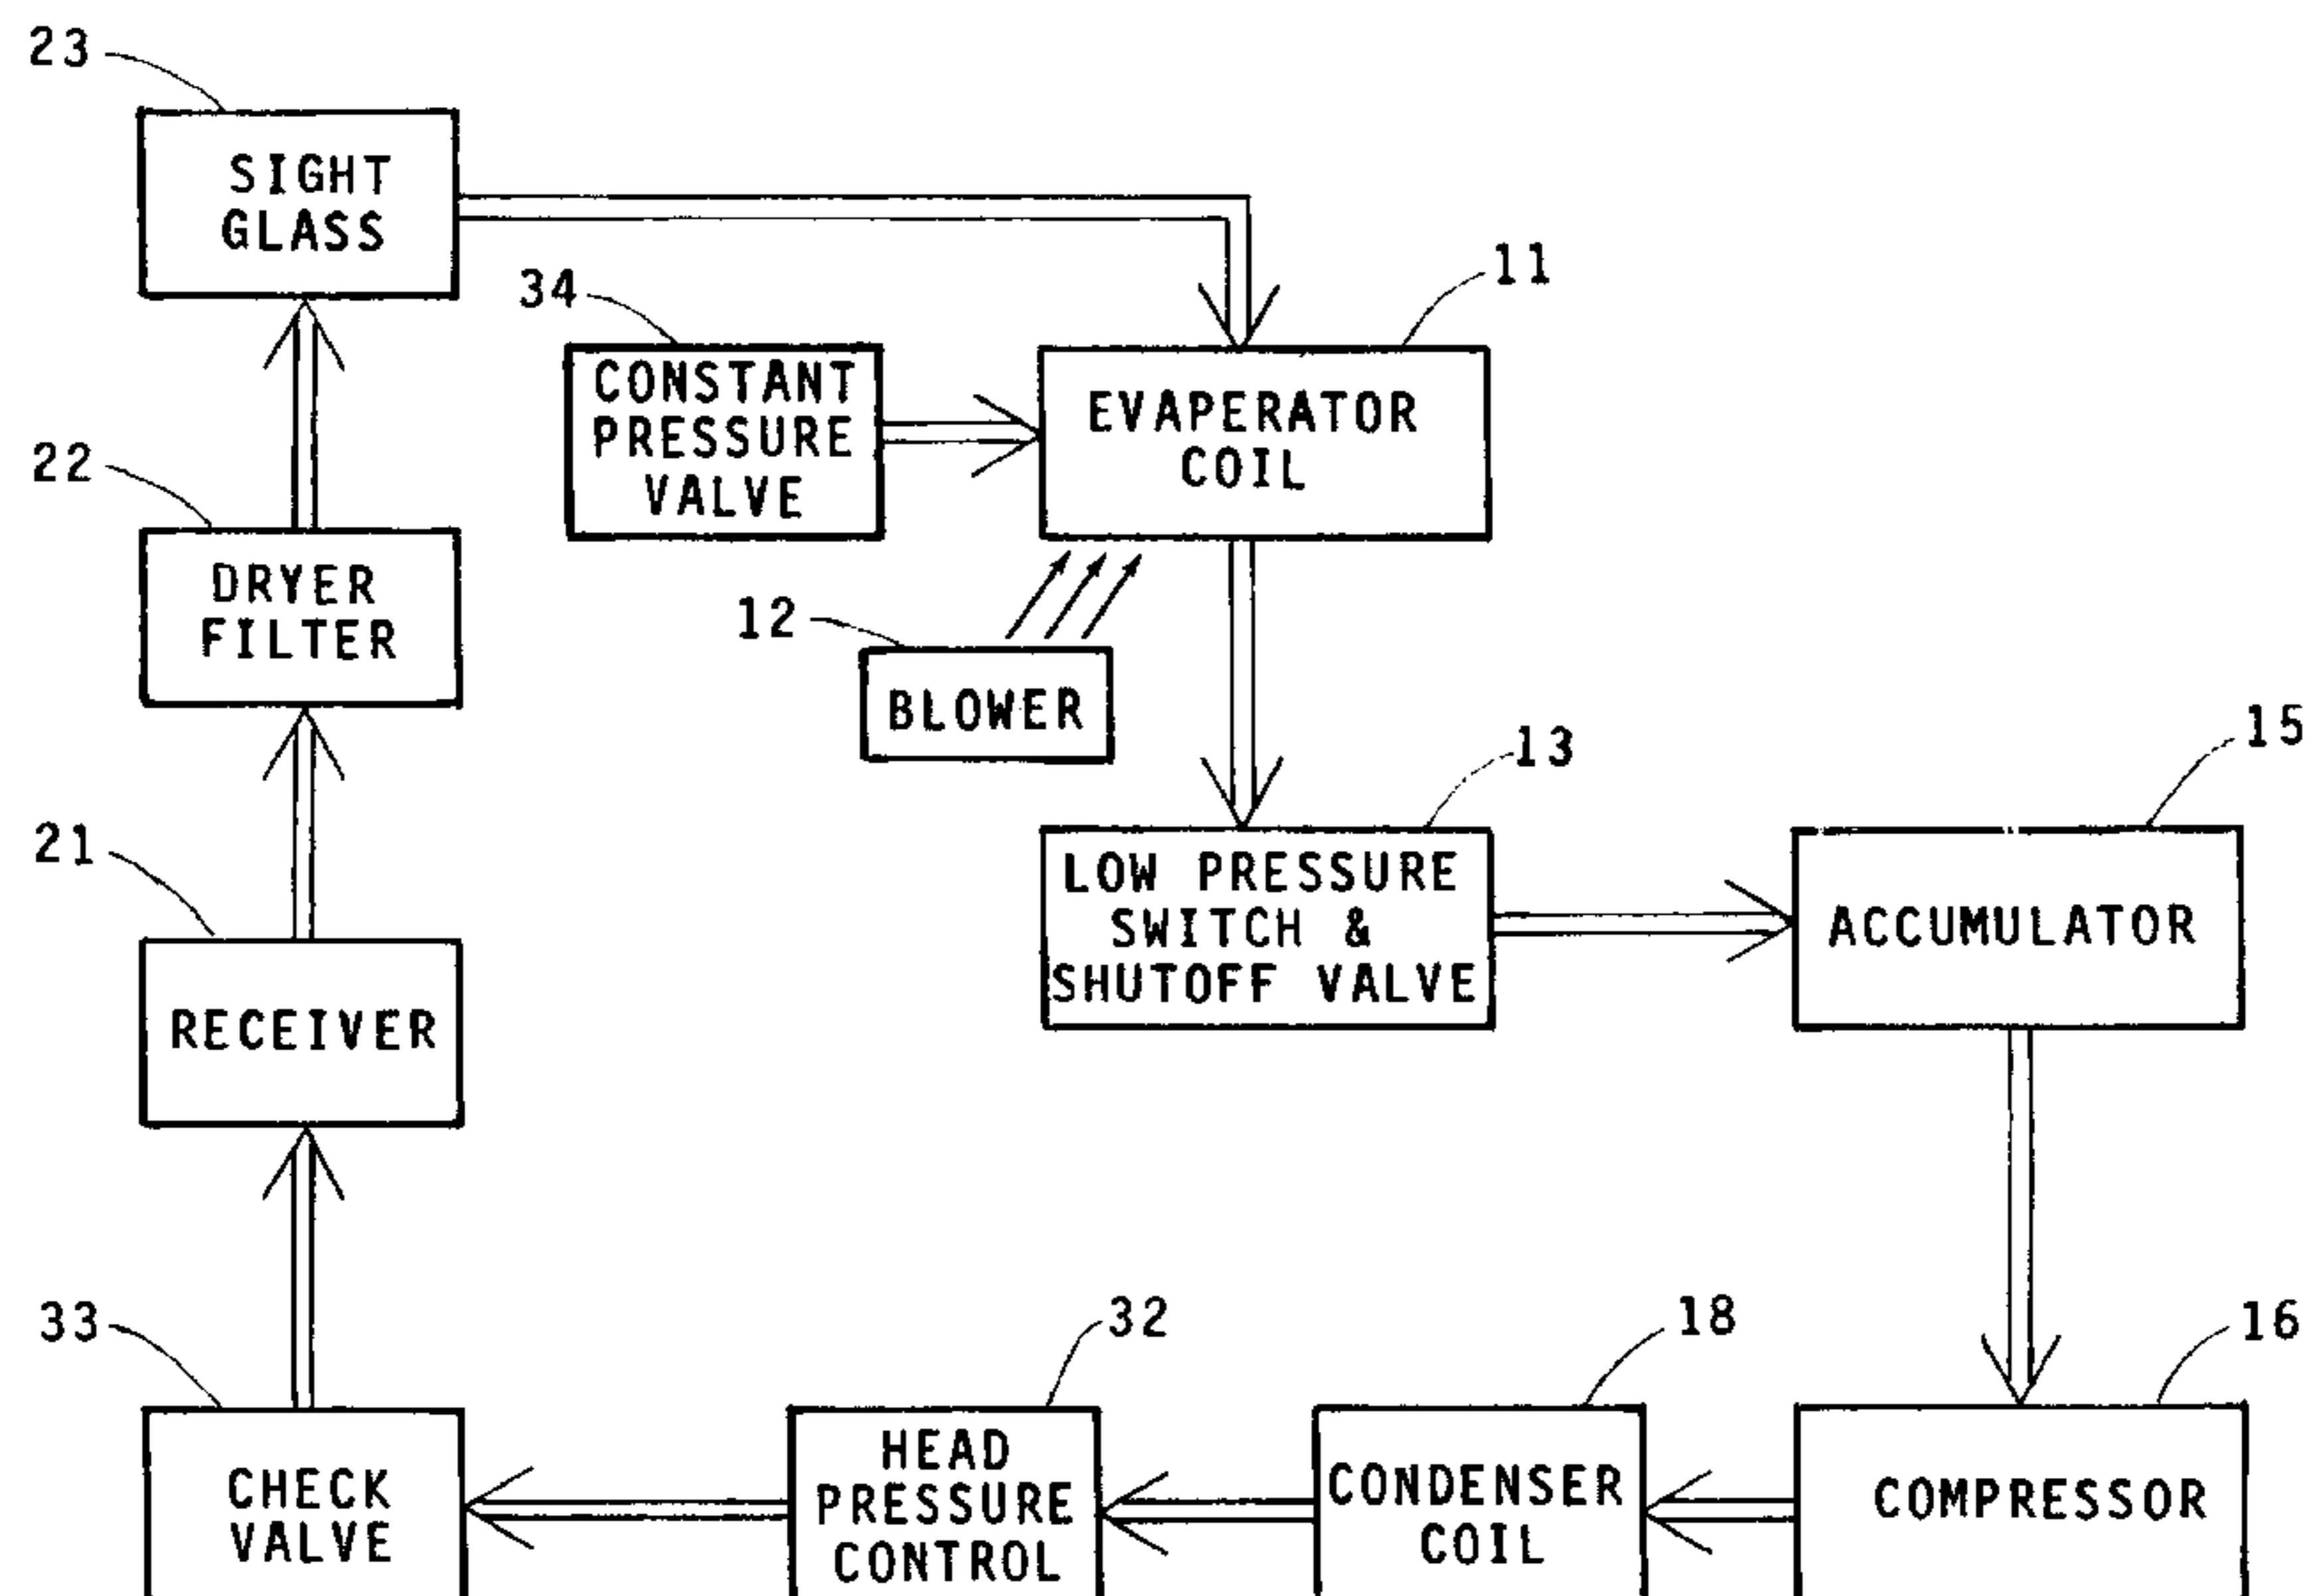 23
SIGHT
GLASS
34
11
CONSTANT
PRESSURE
VALVE
EVAPERATOR
COIL
22
DRYER
FILTER
12
BLOWER
13
15
LOW PRESSURE
SWITCH &
SHUTOFF VALVE
ACCUMULATOR
21
RECEIVER
33
32
18
16
CHECK
VALVE
HEAD
PRESSURE
CONTROL
CONDENSER
COIL
COMPRESSOR